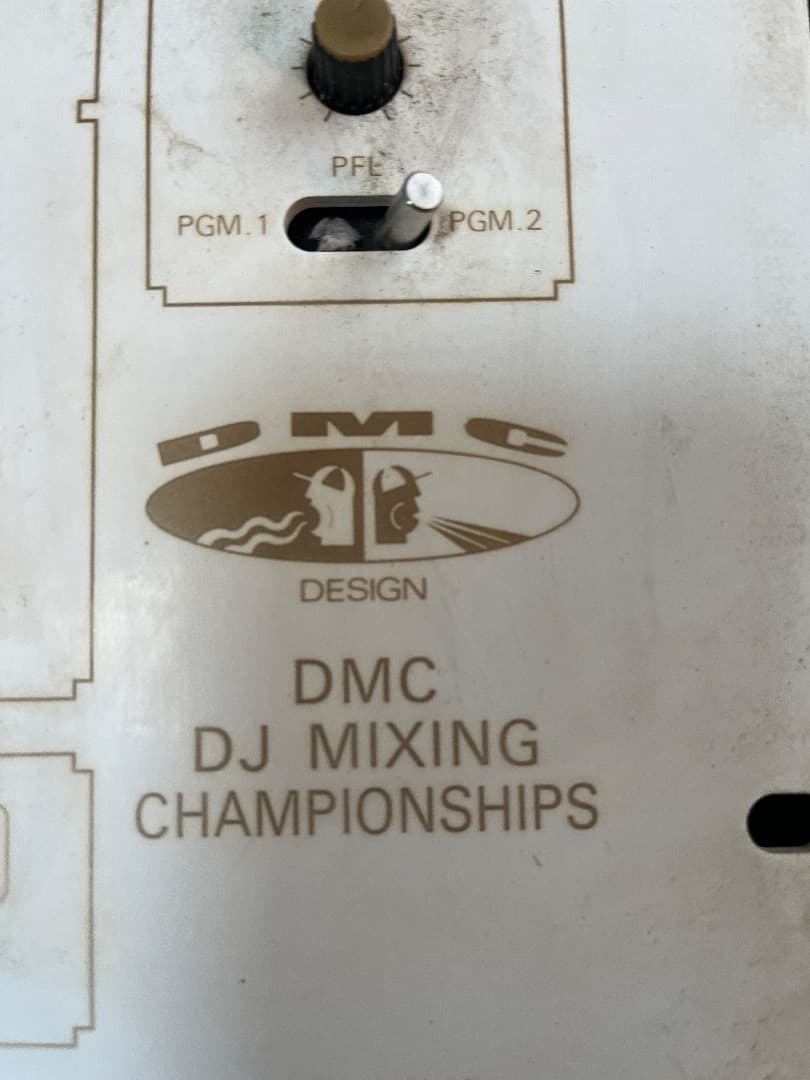 PFL
PGM.1 PGM.2
DMC
DESIGN
DMC
DJ MIXING
CHAMPIONSHIPS